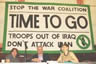 STOP THE WAR COALITION
TIME TO GO
TROOPS OUT OF IRAQ
DON'T ATTACK IRAN